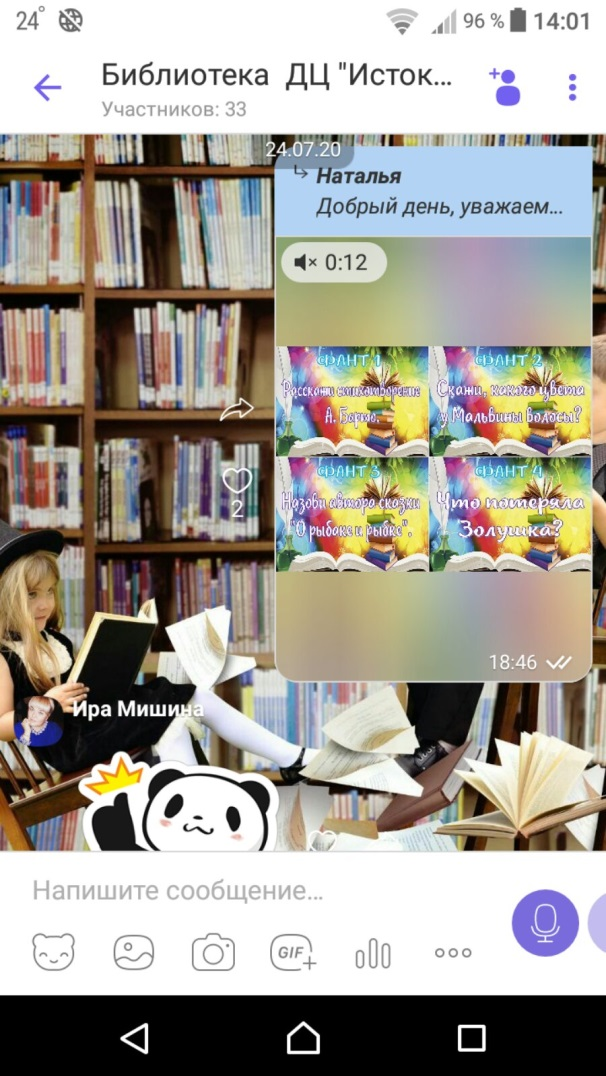 24°
96 %
14:01
Библиотека ДЦ "Исток...
Участников: 33
24.07.20
Наталья
Добрый день, уважаем...
0:12
ФАНТ 1
Расскажи стихотворение
А. Барто.
ФАНТ 2
Скажи, какого цвета
у Мальвины волосы?
ФАНТ 3
Назови автора сказки
"О рыбаке и рыбке".
ФАНТ 4
Что потеряла
Золушка?
2
18:46
Ира Мишина
Напишите сообщение...
GIF